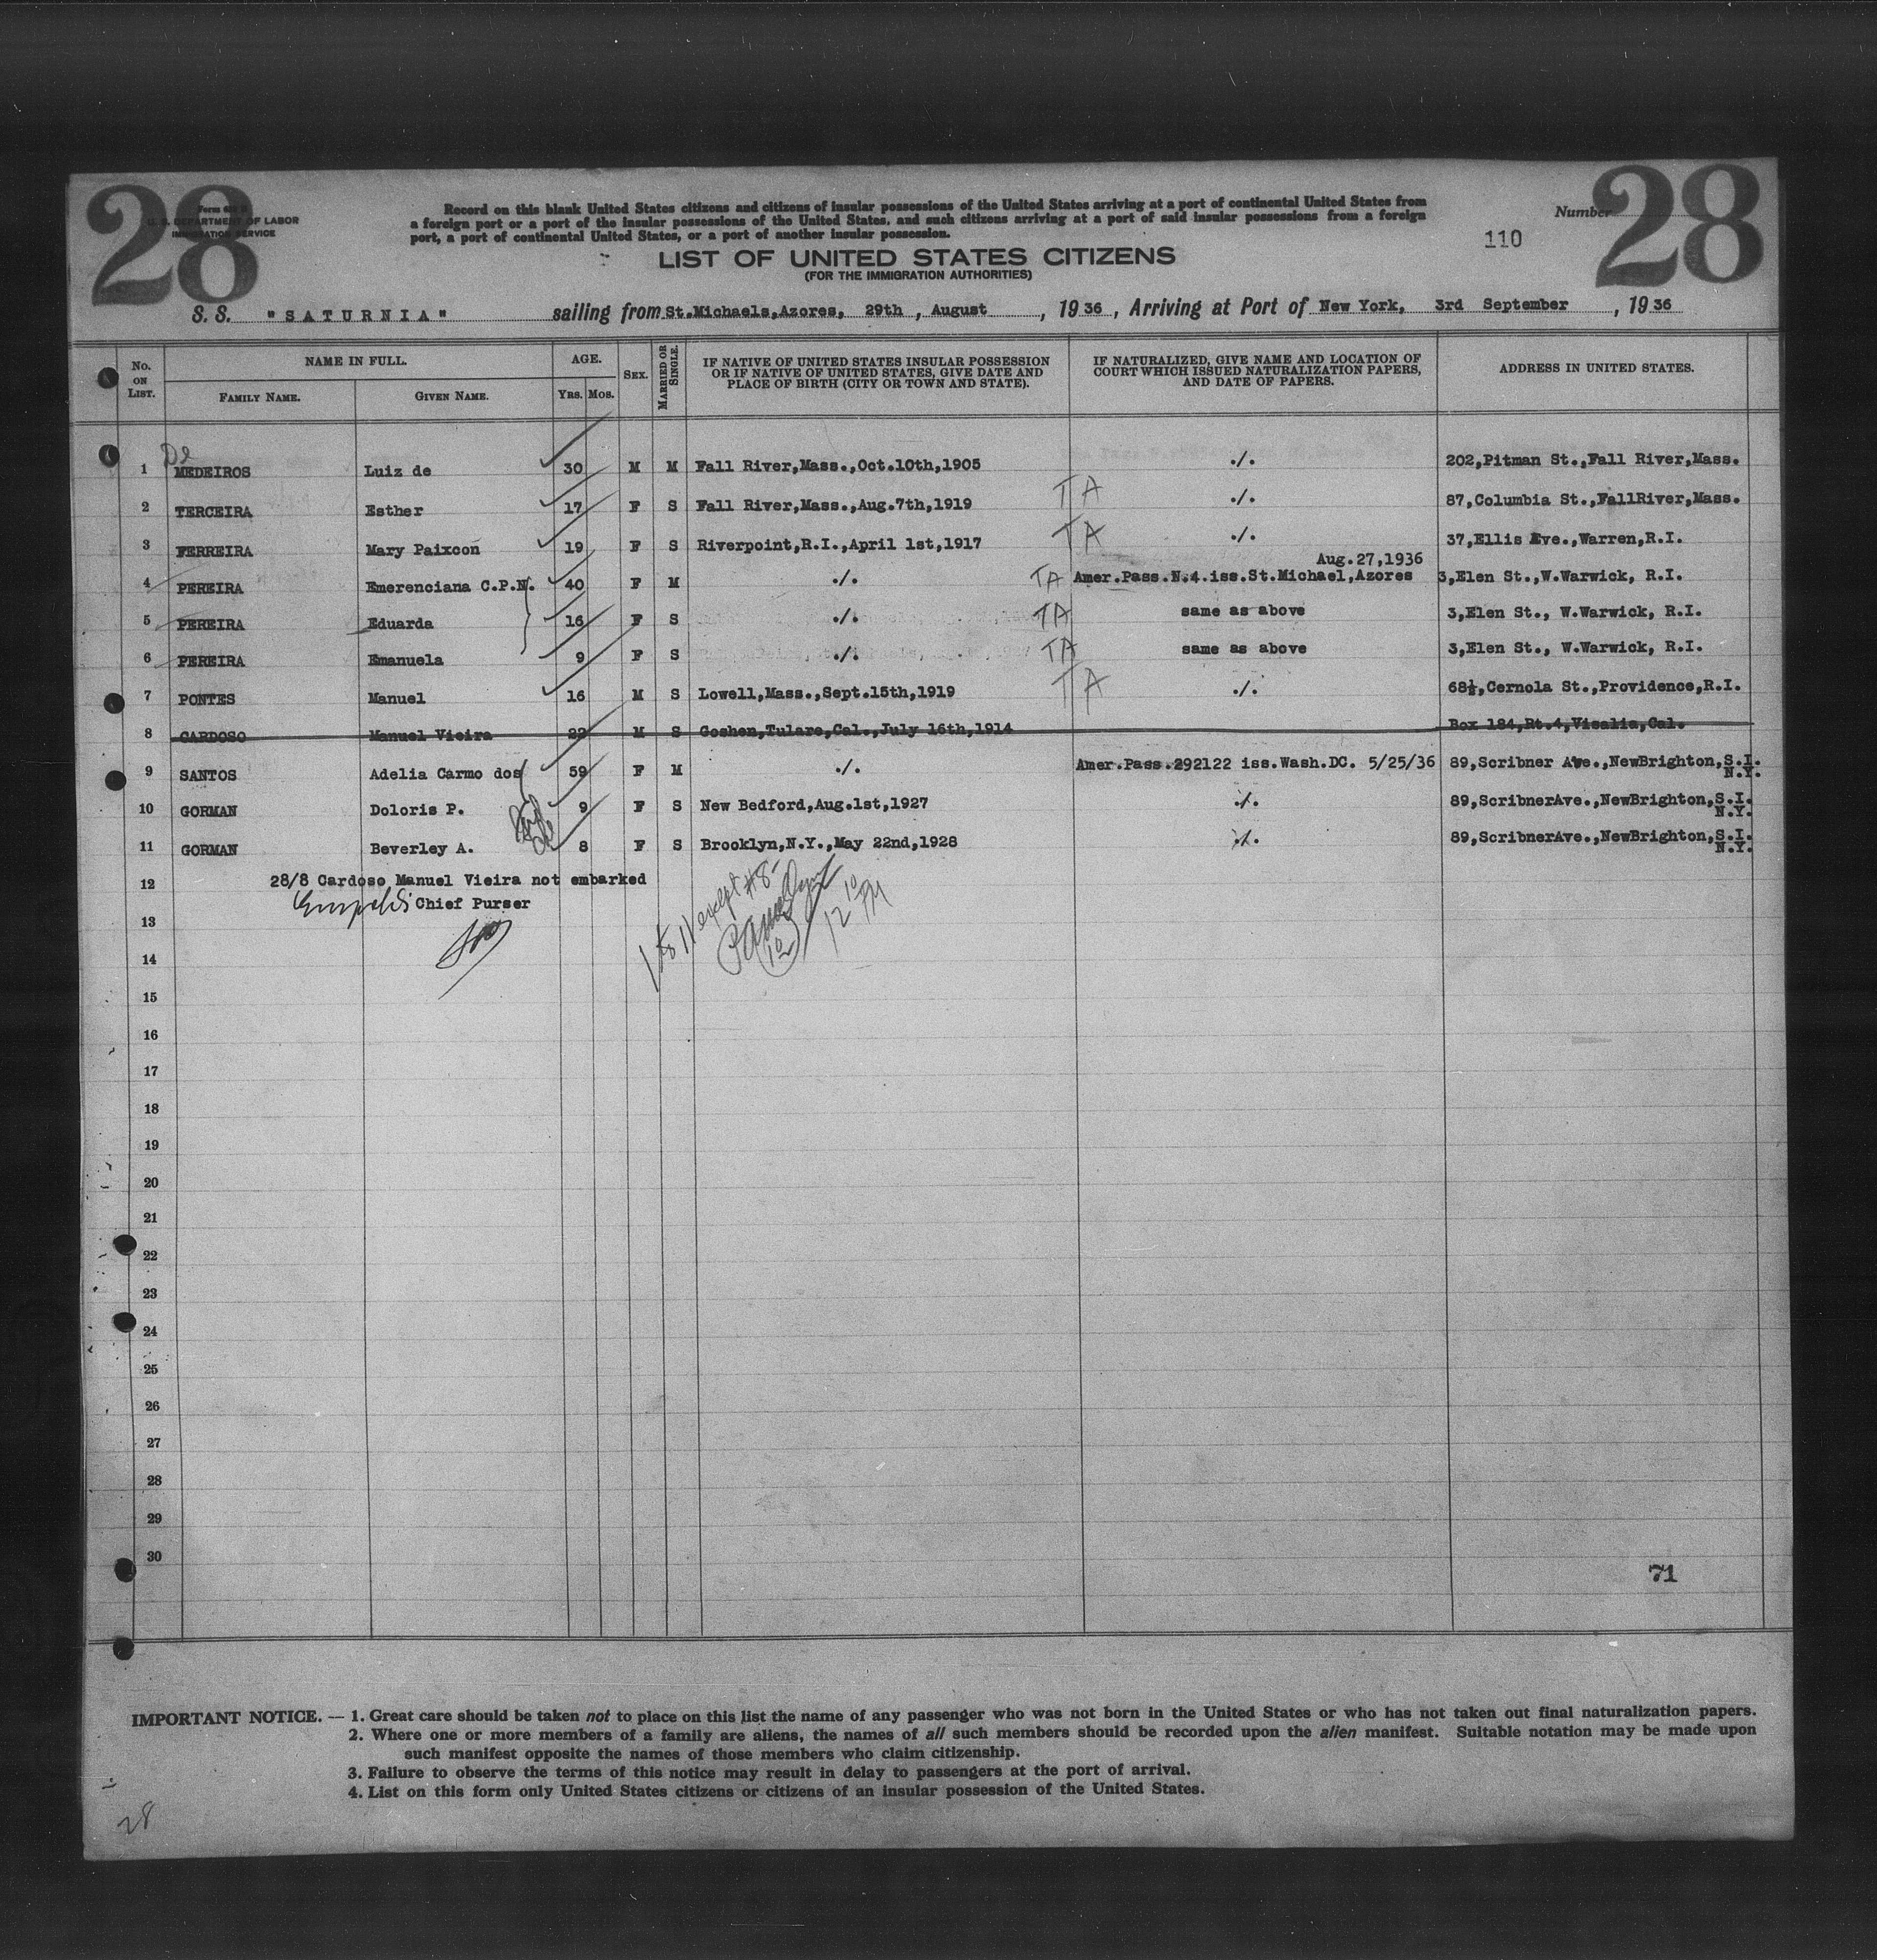 28
28
Form 630
U. S. DEPARTMENT OF LABOR
IMMIGRATION SERVICE
Record on this blank United States citizens and citizens of insular possessions of the United States arriving at a port of continental United States from
a foreign port or a port of the insular possessions of the United States, and such citizens arriving at a port of said insular possessions from a foreign
port, a port of continental United States, or a port of another insular possession.
Number
110
LIST OF UNITED STATES CITIZENS
(FOR THE IMMIGRATION AUTHORITIES)
S. S. "SATURNIA" sailing from St.Michaels,Azores, 29th , August , 1936 , Arriving at Port of New York, 3rd September , 1936
No. ON LIST. NAME IN FULL. FAMILY NAME. GIVEN NAME. AGE. YRS. MOS. SEX. MARRIED OR SINGLE. IF NATIVE OF UNITED STATES INSULAR POSSESSION OR IF NATIVE OF UNITED STATES, GIVE DATE AND PLACE OF BIRTH (CITY OR TOWN AND STATE). IF NATURALIZED, GIVE NAME AND LOCATION OF COURT WHICH ISSUED NATURALIZATION PAPERS, AND DATE OF PAPERS. ADDRESS IN UNITED STATES.
De
1 MEDEIROS Luiz de 30 M M Fall River,Mass.,Oct.10th,1905 ./. 202,Pitman St.,Fall River,Mass.
2 TERCEIRA Esther 17 F S Fall River,Mass.,Aug.7th,1919 TA ./. 87,Columbia St.,FallRiver,Mass.
3 FERREIRA Mary Paixcon 19 F S Riverpoint,R.I.,April 1st,1917 TA ./. 37,Ellis Eve.,Warren,R.I.
Aug.27,1936
4 PEREIRA Emerenciana C.P.N. 40 F M ./. TA Amer.Pass.N.4.iss.St.Michael,Azores 3,Elen St.,W.Warwick, R.I.
5 PEREIRA Eduarda 16 F S ./. TA same as above 3,Elen St., W.Warwick, R.I.
6 PEREIRA Emanuela 9 F S ./. TA same as above 3,Elen St., W.Warwick, R.I.
7 PONTES Manuel 16 M S Lowell,Mass.,Sept.15th,1919 TA ./. 68½,Cernola St.,Providence,R.I.
8 CARDOSO Manuel Vieira 22 M S Goshen,Tulare,Cal.,July 16th,1914 Box 184,Rt.4,Visalia,Cal.
9 SANTOS Adelia Carmo dos 59 F M ./. Amer.Pass.292122 iss.Wash.DC. 5/25/36 89,Scribner Ave.,NewBrighton,S.I.
N.Y.
10 GORMAN Doloris P. 9 F S New Bedford,Aug.1st,1927 ./. 89,ScribnerAve.,NewBrighton,S.I.
N.Y.
11 GORMAN Beverley A. 8 F S Brooklyn,N.Y.,May 22nd,1928 ./. 89,ScribnerAve.,NewBrighton,S.I.
N.Y.
12 28/8 Cardoso Manuel Vieira not embarked
Chief Purser
1 to 11 except #8
13
14
15
16
17
18
19
20
21
22
23
24
25
26
27
28
29
30
71
IMPORTANT NOTICE. — 1. Great care should be taken not to place on this list the name of any passenger who was not born in the United States or who has not taken out final naturalization papers.
2. Where one or more members of a family are aliens, the names of all such members should be recorded upon the alien manifest. Suitable notation may be made upon
such manifest opposite the names of those members who claim citizenship.
3. Failure to observe the terms of this notice may result in delay to passengers at the port of arrival.
4. List on this form only United States citizens or citizens of an insular possession of the United States.
28